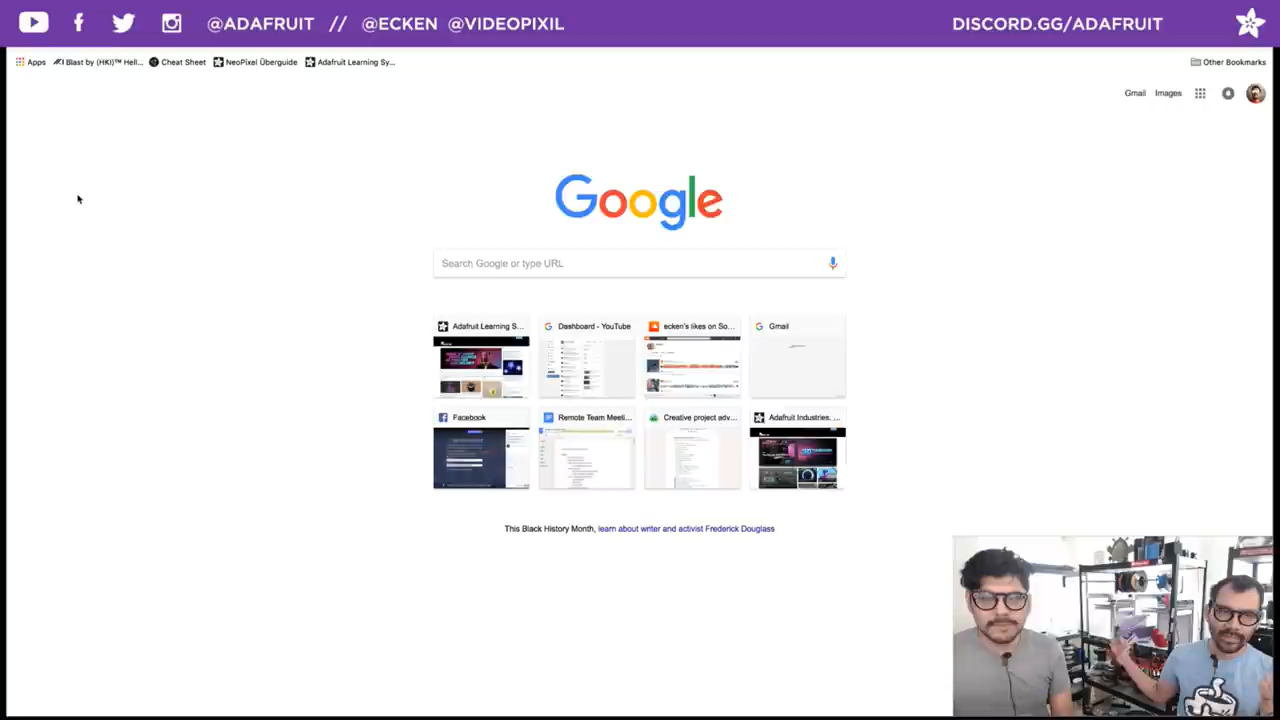 @ADAFRUIT // @ECKEN @VIDEOPIXIL
DISCORD.GG/ADAFRUIT
Apps
Blast by (HKI)™ Hell...
Cheat Sheet
NeoPixel Überguide
Adafruit Learning Sy...
Other Bookmarks
Gmail
Images
Google
Search Google or type URL
Adafruit Learning S...
Dashboard - YouTube
ecken's likes on So...
Gmail
Facebook
Remote Team Meeti...
Creative project adv...
Adafruit Industries, ...
This Black History Month, learn about writer and activist Frederick Douglass